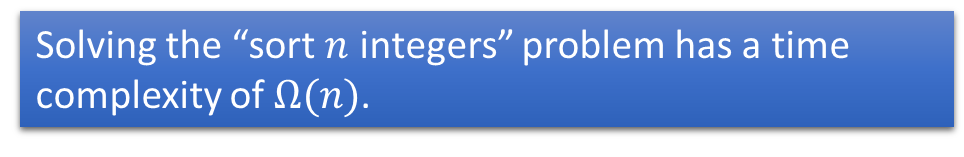 Solving the “sort 𝑛 integers” problem has a time
complexity of Ω(𝑛).